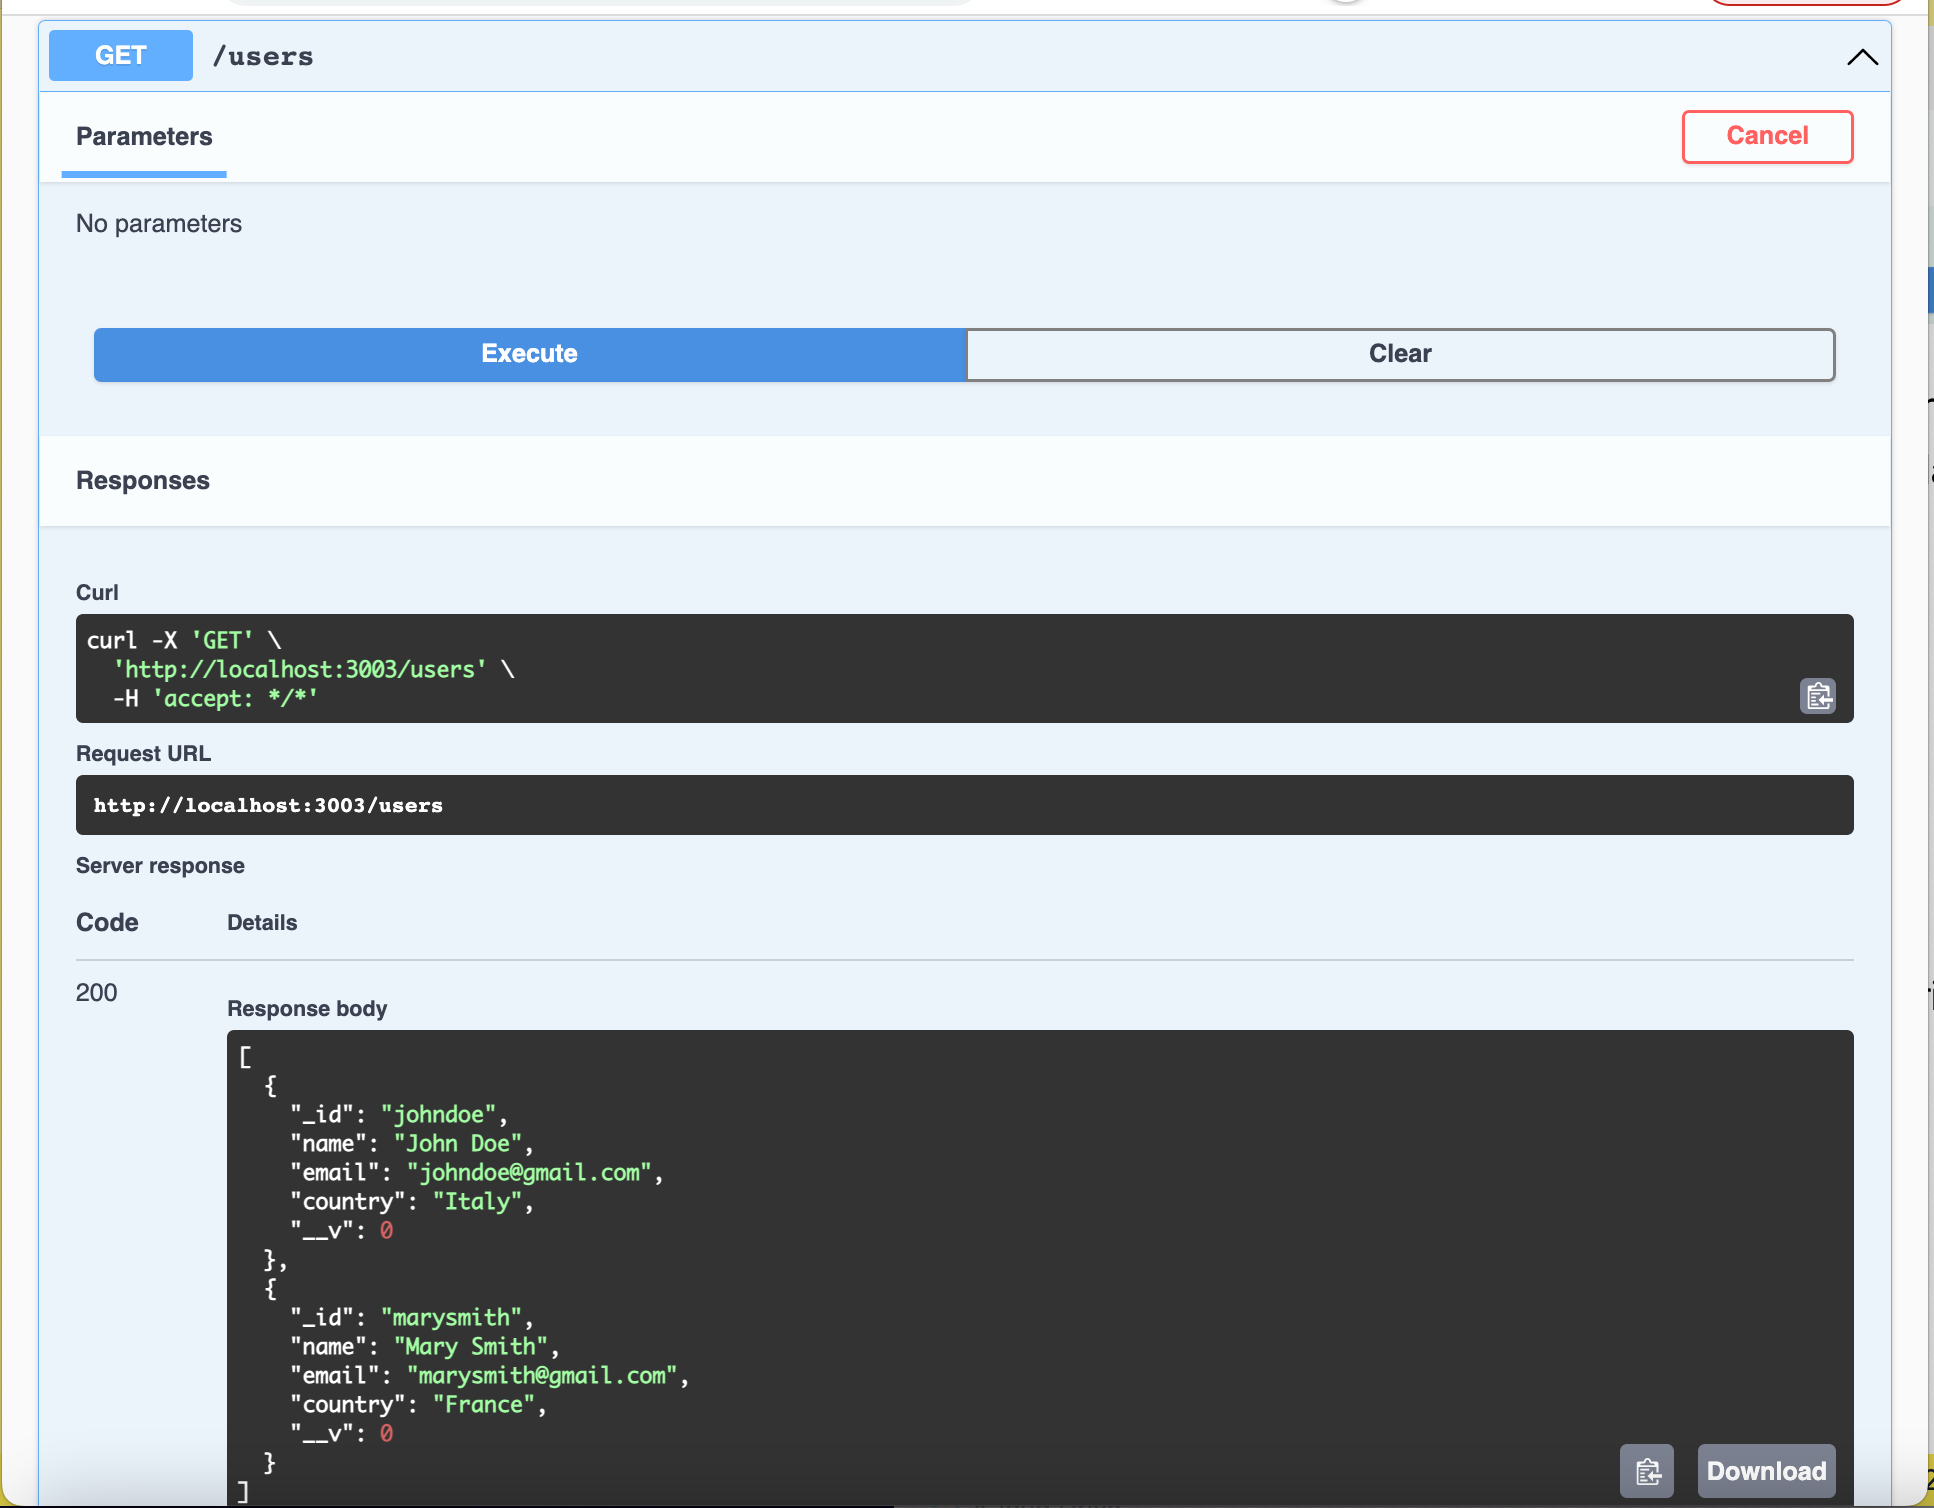 GET /users
Parameters
Cancel
No parameters
Execute
Clear
Responses
Curl
curl -X 'GET' \
  'http://localhost:3003/users' \
  -H 'accept: */*'
Request URL
http://localhost:3003/users
Server response
Code Details
200
Response body
[
  {
    "_id": "johndoe",
    "name": "John Doe",
    "email": "johndoe@gmail.com",
    "country": "Italy",
    "__v": 0
  },
  {
    "_id": "marysmith",
    "name": "Mary Smith",
    "email": "marysmith@gmail.com",
    "country": "France",
    "__v": 0
  }
]
Download